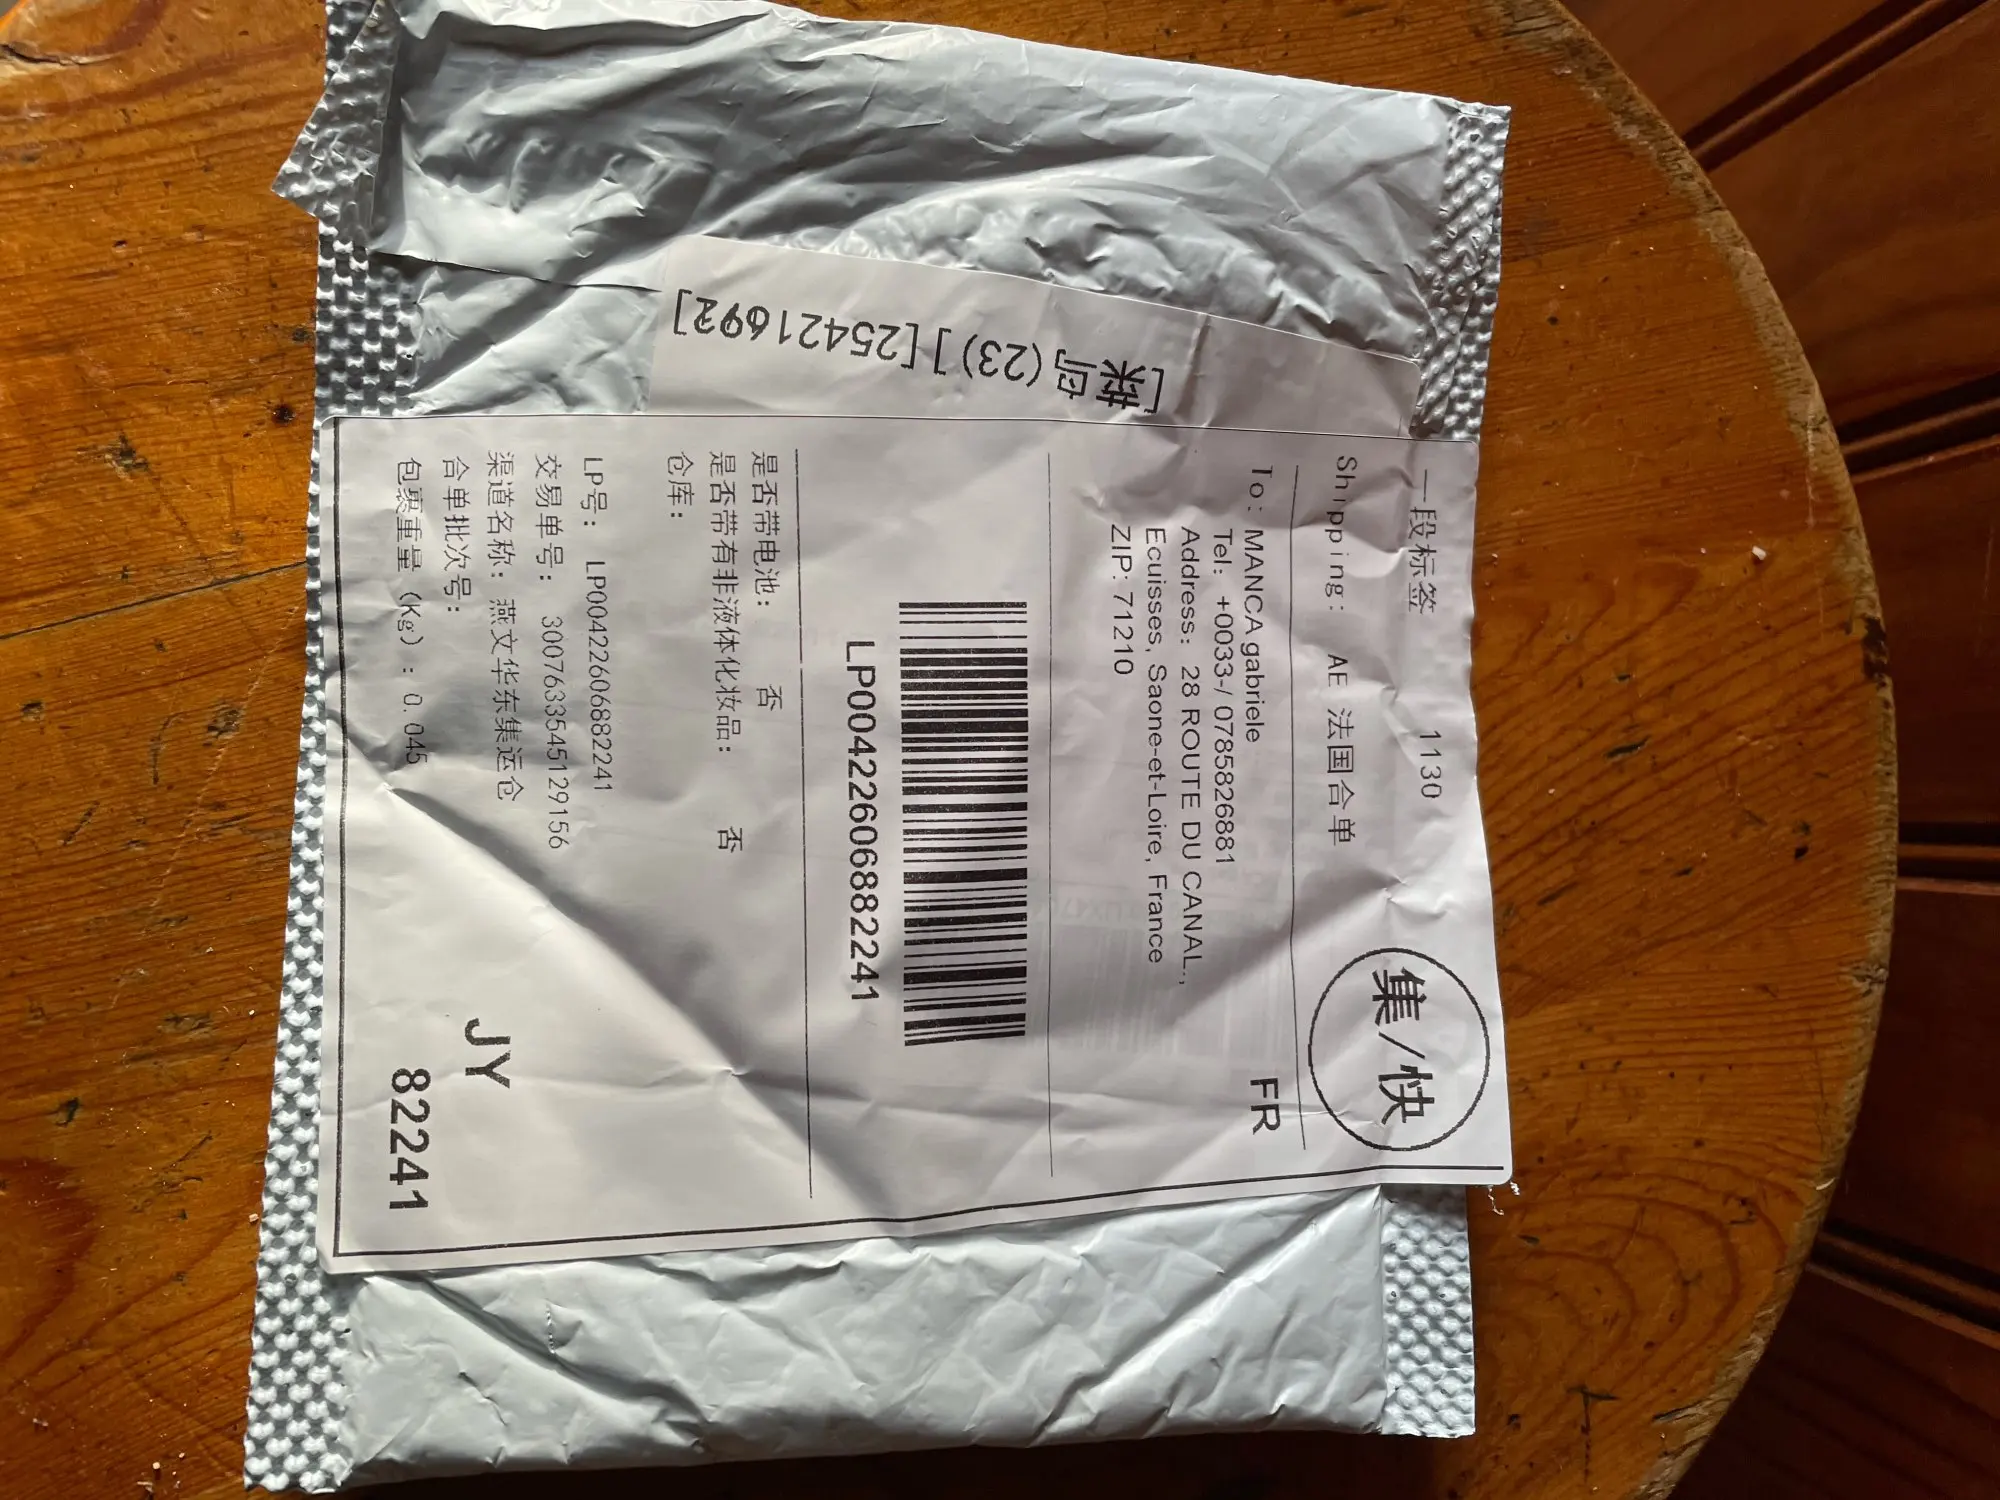 [菜鸟(23)][25421692]
一段标签 1130
集/快
Shipping: AE 法国合单
To: MANCA gabriele FR
Tel: +0033-/ 0785826881
Address: 28 ROUTE DU CANAL.,
Ecuisses, Saone-et-Loire, France
ZIP: 71210
LP00422606882241
是否带电池: 否
是否带有非液体化妆品: 否
仓库:
LP号: LP00422606882241
交易单号: 3007633545129156
渠道名称: 燕文华东集运仓
合单批次号:
包裹重量 (Kg) : 0.045
JY
82241